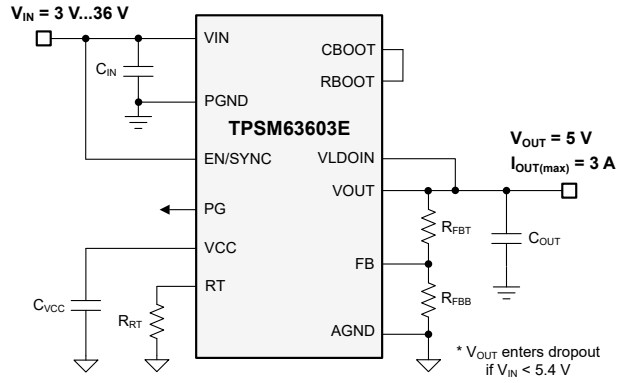 VIN = 3 V...36 V
CIN
VIN
PGND
EN/SYNC
PG
VCC
RT
TPSM63603E
CBOOT
RBOOT
VLDOIN
VOUT
FB
AGND
CVCC
RRT
RFBT
RFBB
COUT
VOUT = 5 V
IOUT(max) = 3 A
* VOUT enters dropout
if VIN < 5.4 V